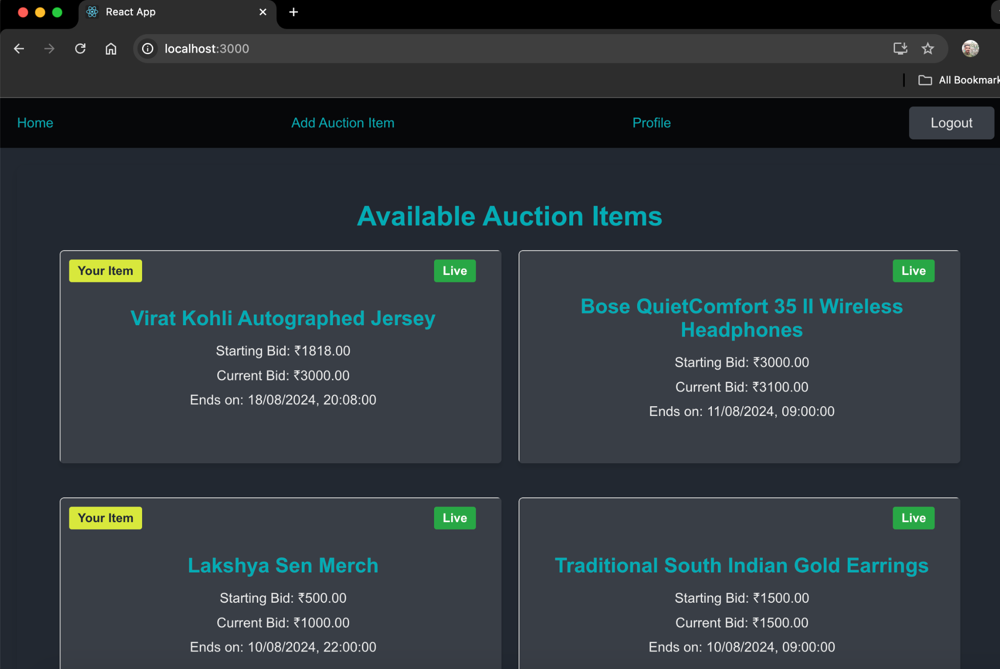 React App
localhost:3000
All Bookmark
Home
Add Auction Item
Profile
Logout
Available Auction Items
Your Item
Live
Virat Kohli Autographed Jersey
Starting Bid: ₹1818.00
Current Bid: ₹3000.00
Ends on: 18/08/2024, 20:08:00
Live
Bose QuietComfort 35 II Wireless
Headphones
Starting Bid: ₹3000.00
Current Bid: ₹3100.00
Ends on: 11/08/2024, 09:00:00
Your Item
Live
Lakshya Sen Merch
Starting Bid: ₹500.00
Current Bid: ₹1000.00
Ends on: 10/08/2024, 22:00:00
Live
Traditional South Indian Gold Earrings
Starting Bid: ₹1500.00
Current Bid: ₹1500.00
Ends on: 10/08/2024, 09:00:00